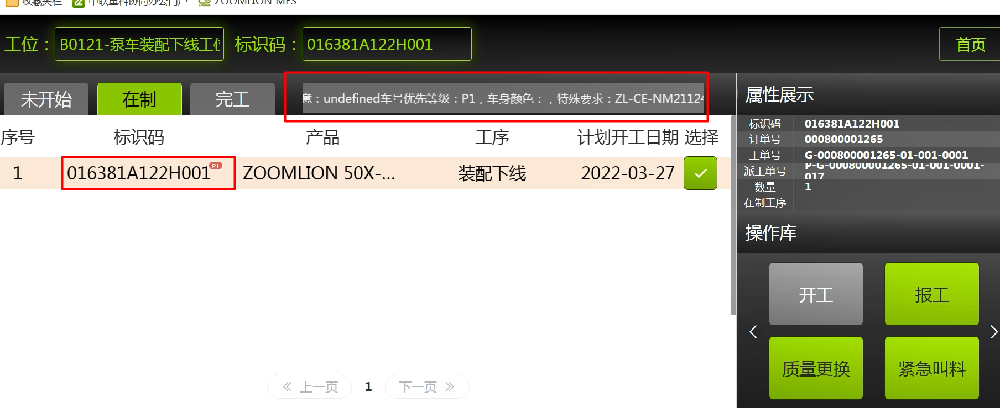 收藏夹栏 中联重科协同办公门户 ZOOMLION MES
工位： B0121-泵车装配下线工位 标识码： 016381A122H001 首页
未开始 在制 完工 意：undefined车号优先等级：P1，车身颜色：，特殊要求：ZL-CE-NM21124
序号 标识码 产品 工序 计划开工日期 选择
1 016381A122H001 P1 ZOOMLION 50X-... 装配下线 2022-03-27
上一页 1 下一页
属性展示
标识码 016381A122H001
订单号 000800001265
工单号 G-000800001265-01-001-0001
派工单号 P-G-000800001265-01-001-0001-
017
数量 1
在制工序
操作库
开工 报工
质量更换 紧急叫料